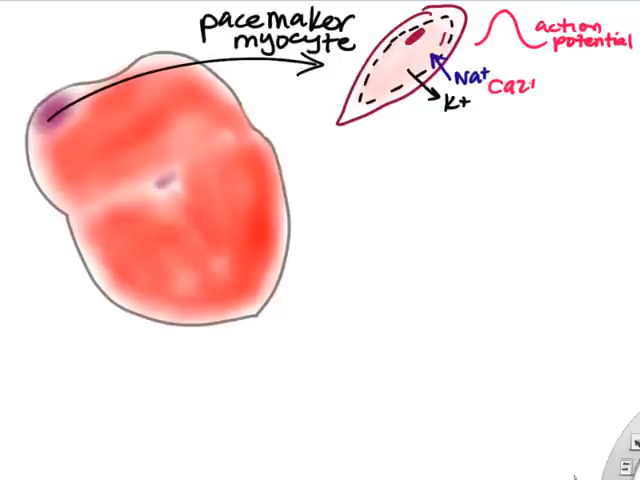 pacemaker
myocyte
action
potential
Na+
Ca2+
K+